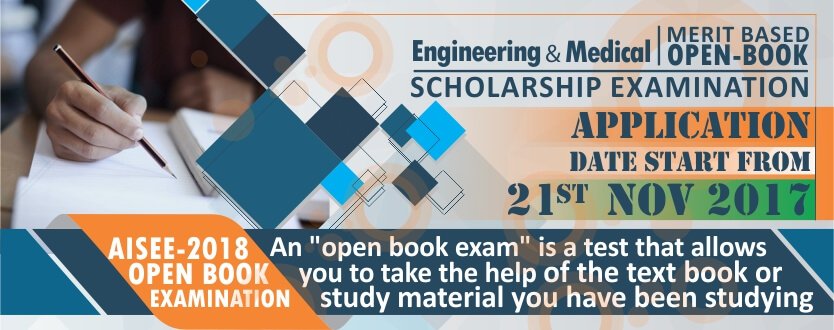 Engineering & Medical
MERIT BASED
OPEN-BOOK
SCHOLARSHIP EXAMINATION
APPLICATION
DATE START FROM
21ST NOV 2017
AISEE-2018
OPEN BOOK
EXAMINATION
An "open book exam" is a test that allows
you to take the help of the text book or
study material you have been studying